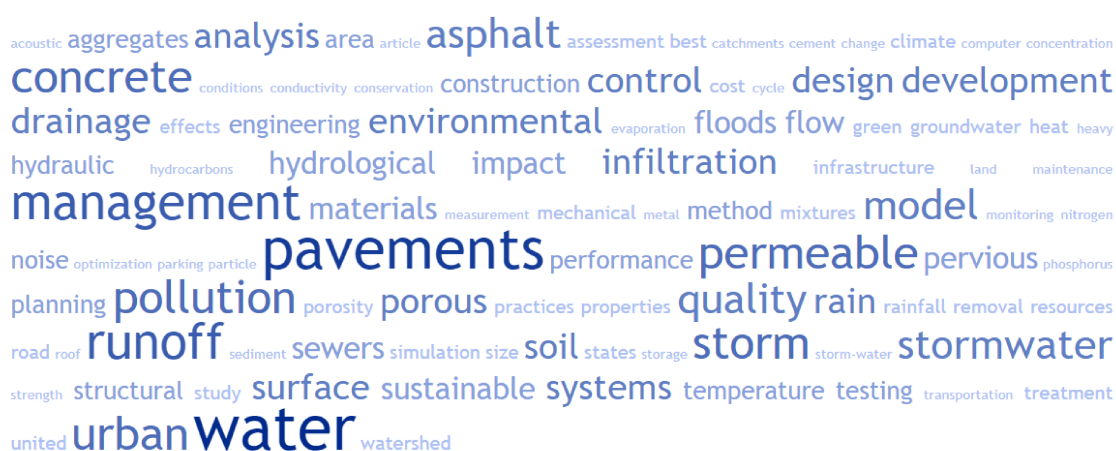 acoustic aggregates analysis area article asphalt assessment best catchments cement change climate computer concentration
concrete conditions conductivity conservation construction control cost cycle design development
drainage effects engineering environmental evaporation floods flow green groundwater heat heavy
hydraulic hydrocarbons hydrological impact infiltration infrastructure land maintenance
management materials measurement mechanical metal method mixtures model monitoring nitrogen
noise optimization parking particle pavements performance permeable pervious phosphorus
planning pollution porosity porous practices properties quality rain rainfall removal resources
road roof runoff sediment sewers simulation size soil states storage storm storm-water stormwater
strength structural study surface sustainable systems temperature testing transportation treatment
united urban water watershed